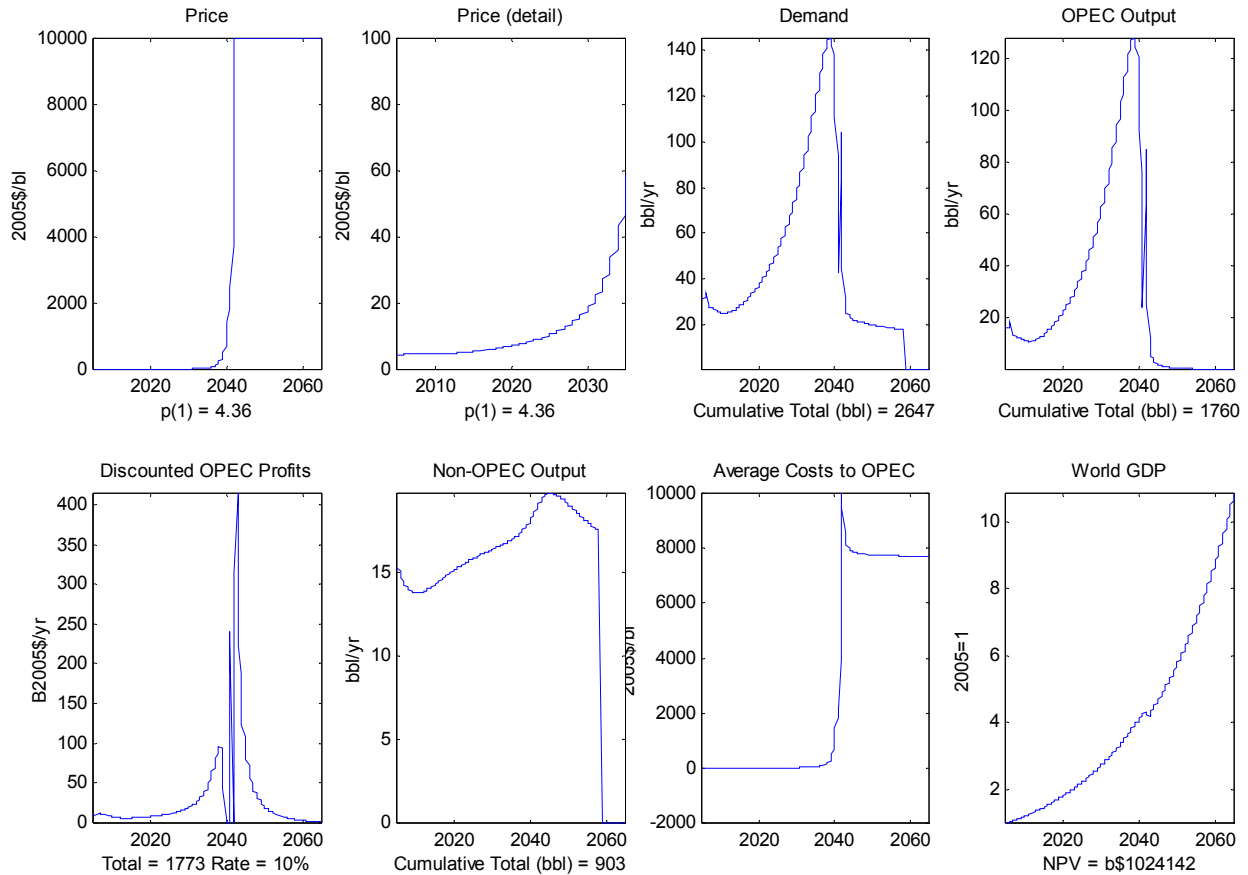 Price
2005$/bl
10000
8000
6000
4000
2000
0
2020 2040 2060
p(1) = 4.36
Price (detail)
2005$/bl
100
80
60
40
20
0
2010 2020 2030
p(1) = 4.36
Demand
bbl/yr
140
120
100
80
60
40
20
2020 2040 2060
Cumulative Total (bbl) = 2647
OPEC Output
bbl/yr
120
100
80
60
40
20
2020 2040 2060
Cumulative Total (bbl) = 1760
Discounted OPEC Profits
B2005$/yr
400
350
300
250
200
150
100
50
0
2020 2040 2060
Total = 1773 Rate = 10%
Non-OPEC Output
bbl/yr
15
10
5
0
2020 2040 2060
Cumulative Total (bbl) = 903
Average Costs to OPEC
2005$/bl
10000
8000
6000
4000
2000
0
-2000
2020 2040 2060
World GDP
2005=1
10
8
6
4
2
2020 2040 2060
NPV = b$1024142